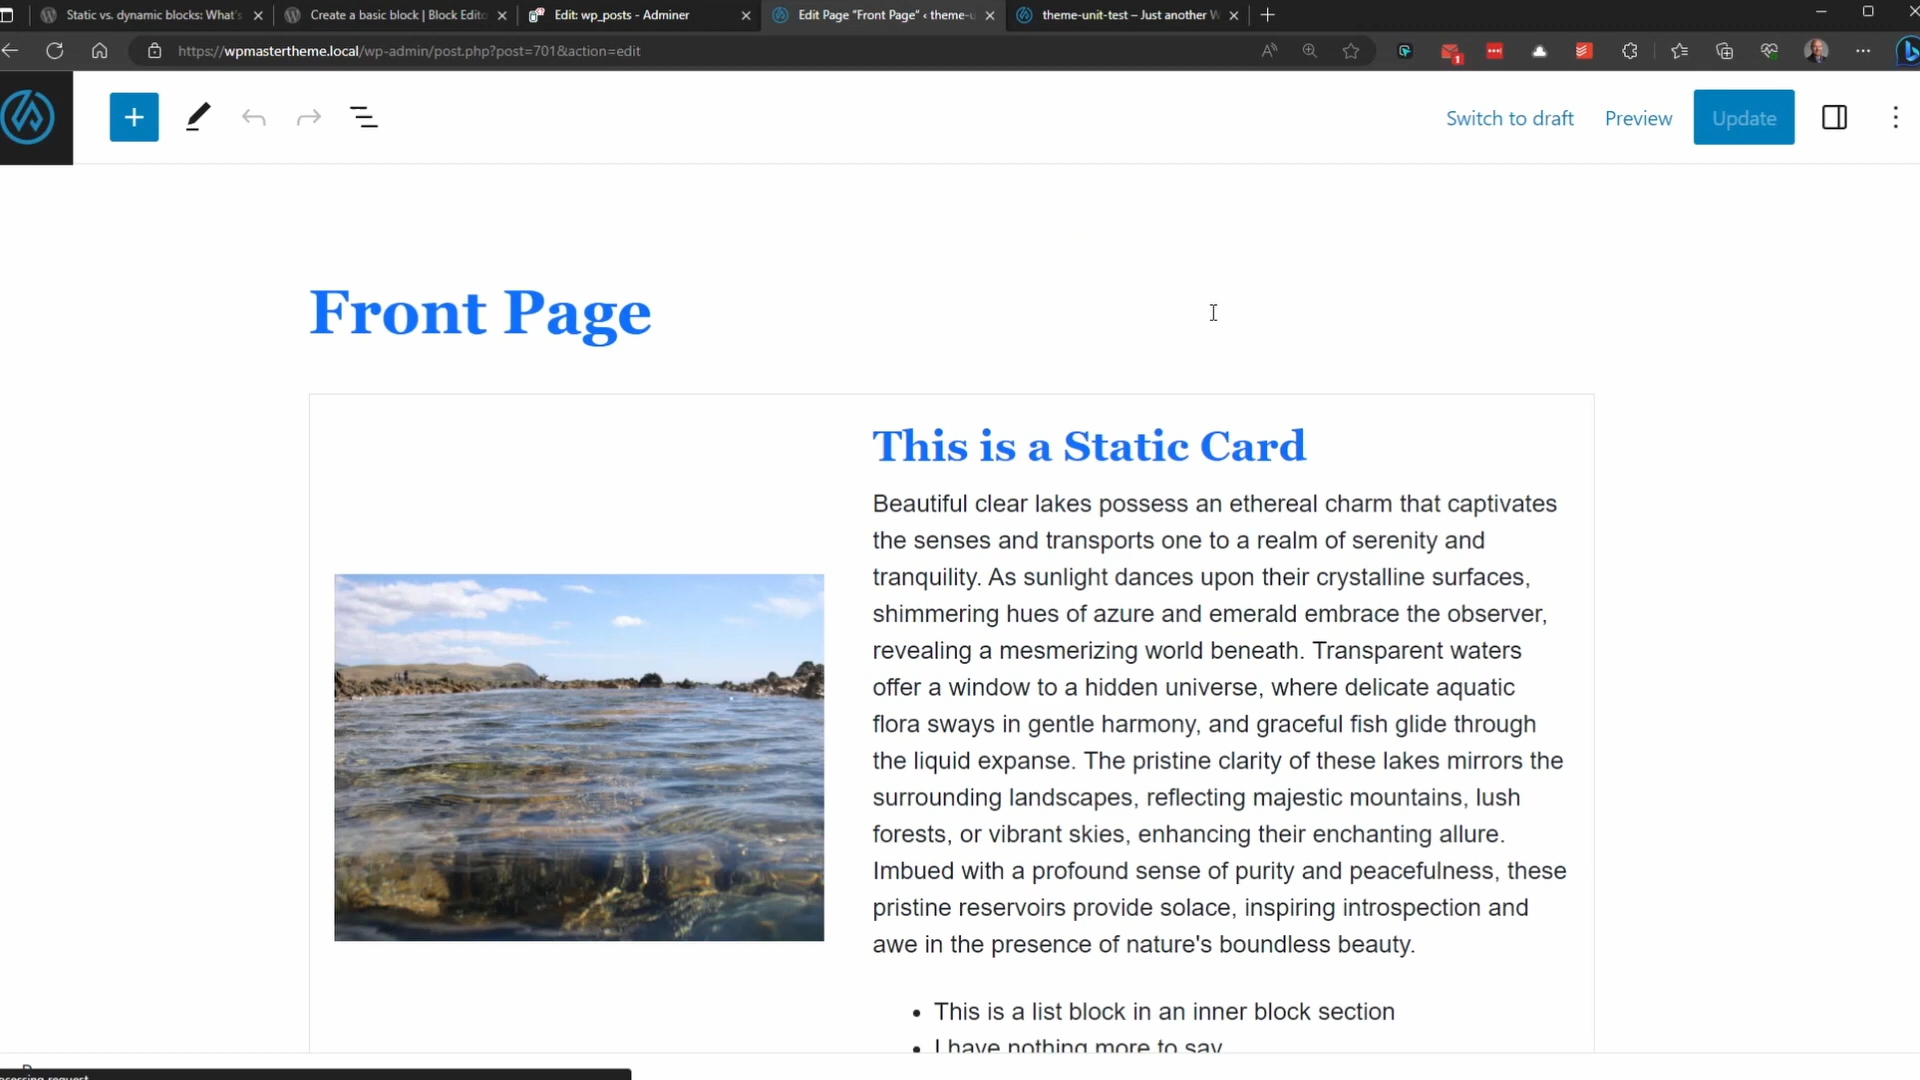 Static vs. dynamic blocks: What's
Create a basic block | Block Edito
Edit: wp_posts - Adminer
Edit Page "Front Page" ‹ theme-u
theme-unit-test – Just another W
https://wpmastertheme.local/wp-admin/post.php?post=701&action=edit
1
Switch to draft
Preview
Update
Front Page
This is a Static Card
Beautiful clear lakes possess an ethereal charm that captivates
the senses and transports one to a realm of serenity and
tranquility. As sunlight dances upon their crystalline surfaces,
shimmering hues of azure and emerald embrace the observer,
revealing a mesmerizing world beneath. Transparent waters
offer a window to a hidden universe, where delicate aquatic
flora sways in gentle harmony, and graceful fish glide through
the liquid expanse. The pristine clarity of these lakes mirrors the
surrounding landscapes, reflecting majestic mountains, lush
forests, or vibrant skies, enhancing their enchanting allure.
Imbued with a profound sense of purity and peacefulness, these
pristine reservoirs provide solace, inspiring introspection and
awe in the presence of nature's boundless beauty.
• This is a list block in an inner block section
• I have nothing more to say